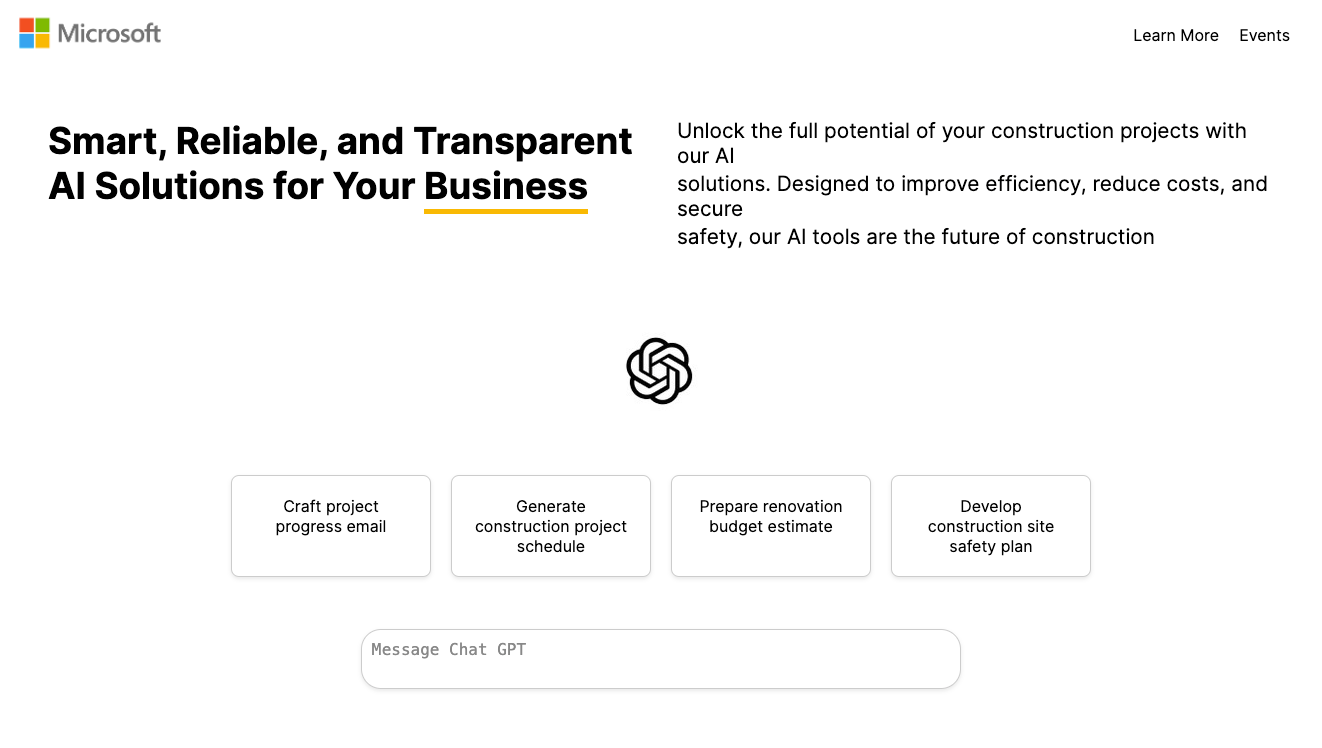 Microsoft
Learn More
Events
Smart, Reliable, and Transparent
AI Solutions for Your Business
Unlock the full potential of your construction projects with
our AI
solutions. Designed to improve efficiency, reduce costs, and
secure
safety, our AI tools are the future of construction
Craft project
progress email
Generate
construction project
schedule
Prepare renovation
budget estimate
Develop
construction site
safety plan
Message Chat GPT